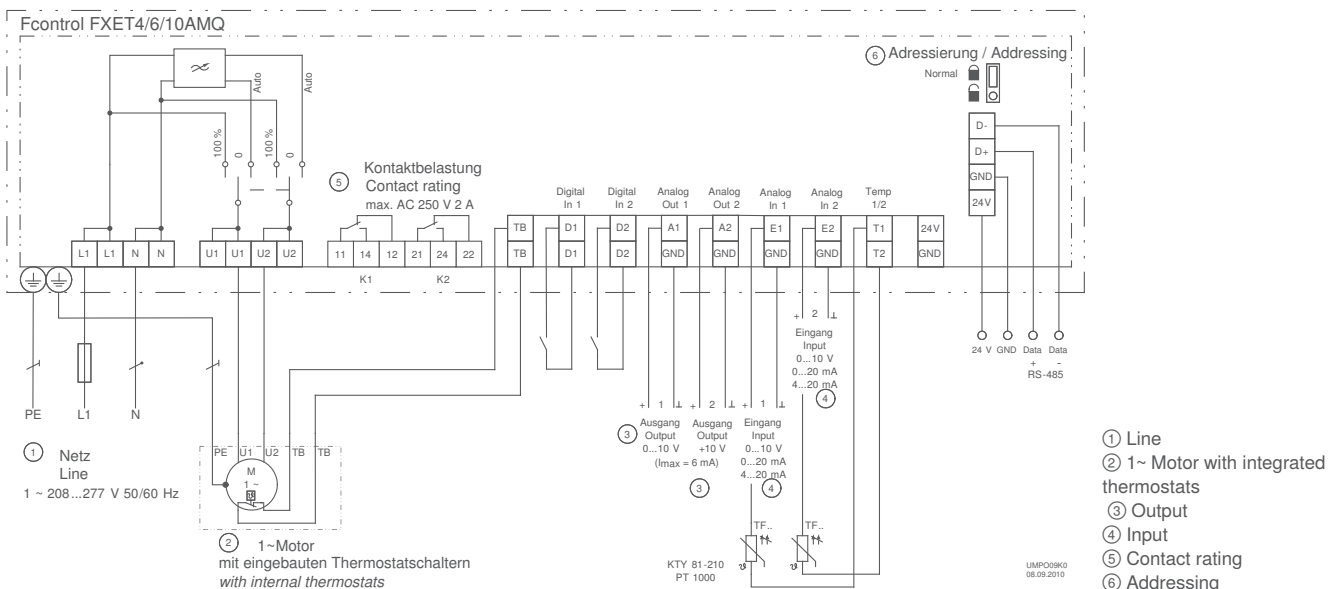 Fcontrol FXET4/6/10AMQ
Auto
Auto
100 %
0
100 %
0
⑤ Kontaktbelastung
Contact rating
max. AC 250 V 2 A
⑥ Adressierung / Addressing
Normal
D-
D+
GND
24V
Digital In 1
Digital In 2
Analog Out 1
Analog Out 2
Analog In 1
Analog In 2
Temp 1/2
TB D1 D2 A1 A2 E1 E2 T1 24V
L1 L1 N N U1 U1 U2 U2 11 14 12 21 24 22 TB D1 D2 GND GND GND GND T2 GND
K1 K2
24 V GND Data + Data -
RS-485
+ 2 ⊥
Eingang
Input
0...10 V
0...20 mA
4...20 mA
④
PE L1 N
① Netz
Line
1 ~ 208...277 V 50/60 Hz
+ 1 ⊥
③ Ausgang
Output
0...10 V
+ 2 ⊥
Ausgang
Output
+10 V
(Imax = 6 mA)
③
+ 1 ⊥
Eingang
Input
0...10 V
0...20 mA
4...20 mA
④
PE U1 U2 TB TB
M
1 ~
② 1~Motor
mit eingebauten Thermostatschaltern
with internal thermostats
TF..
TF..
ϑ
ϑ
KTY 81-210
PT 1000
UMPO09K0
08.09.2010
① Line
② 1~ Motor with integrated
thermostats
③ Output
④ Input
⑤ Contact rating
⑥ Addressing